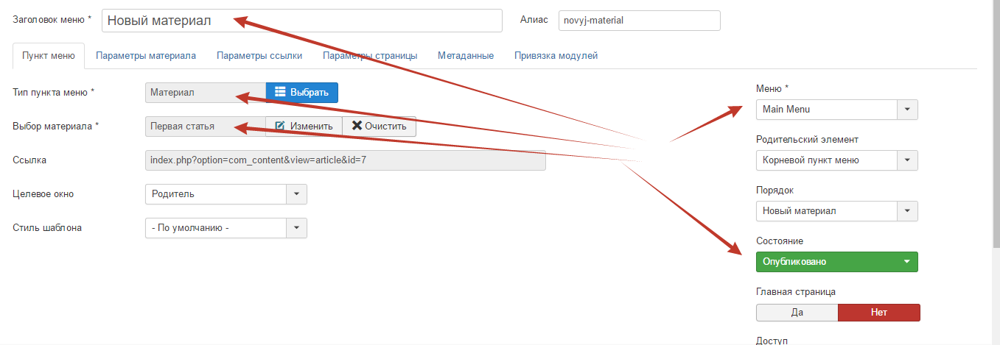 Заголовок меню * Новый материал Алиас novyj-material
Пункт меню Параметры материала Параметры ссылки Параметры страницы Метаданные Привязка модулей
Тип пункта меню * Материал Выбрать
Выбор материала * Первая статья Изменить Очистить
Ссылка index.php?option=com_content&view=article&id=7
Целевое окно Родитель
Стиль шаблона - По умолчанию -
Меню *
Main Menu
Родительский элемент
Корневой пункт меню
Порядок
Новый материал
Состояние
Опубликовано
Главная страница
Да Нет
Доступ